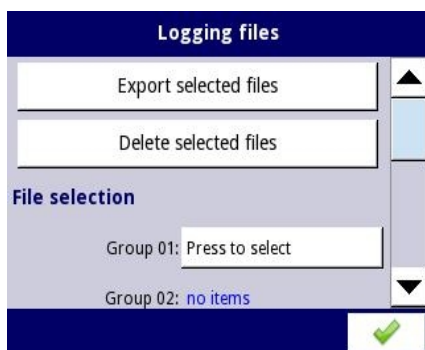 Logging files
Export selected files
Delete selected files
File selection
Group 01: Press to select
Group 02: no items